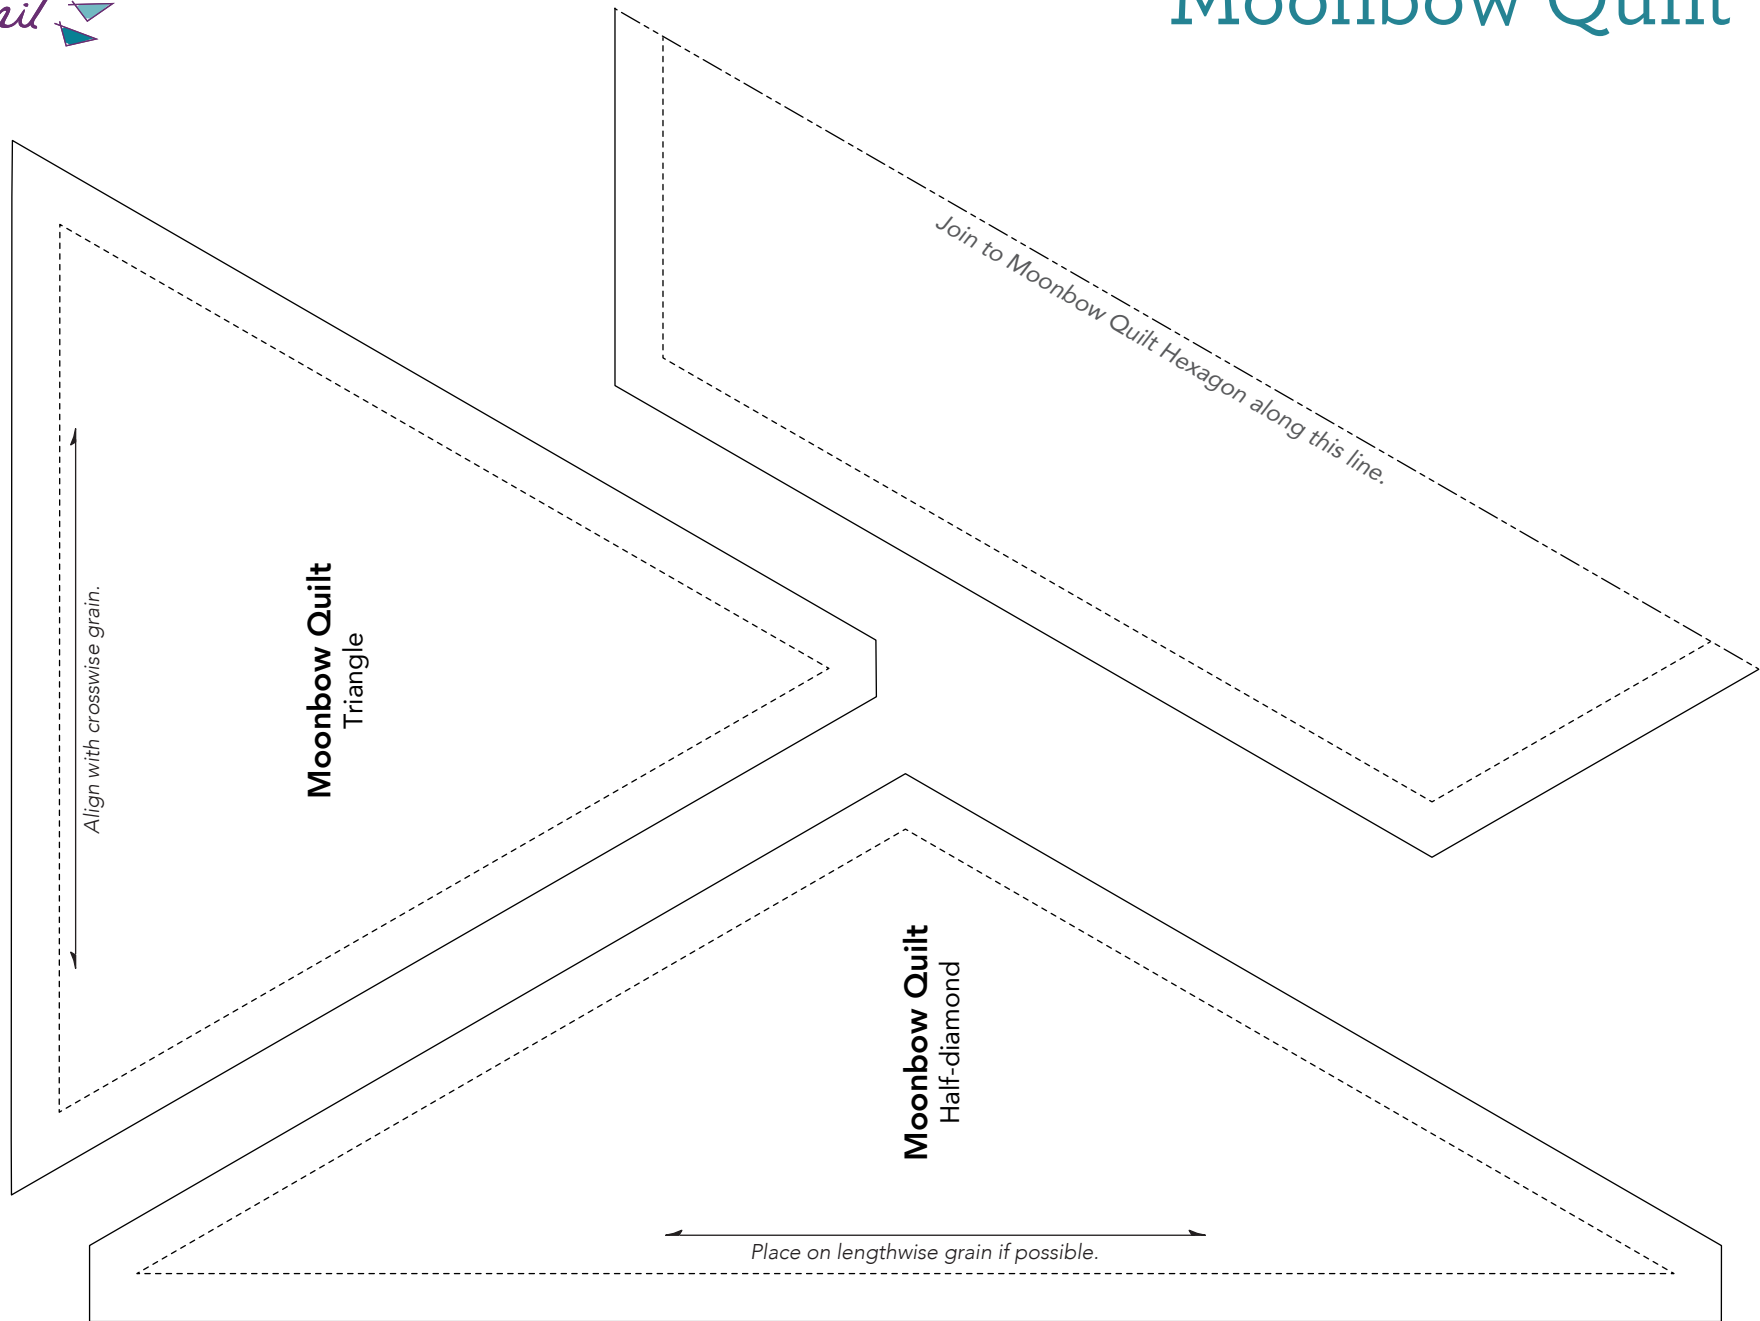 Moonbow Quilt
Join to Moonbow Quilt Hexagon along this line.
Align with crosswise grain.
Moonbow Quilt
Triangle
Moonbow Quilt
Half-diamond
Place on lengthwise grain if possible.